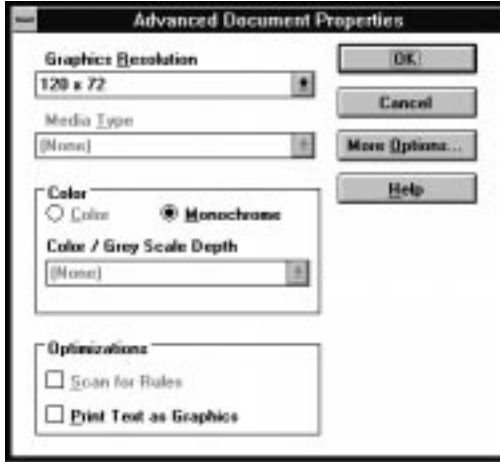 Advanced Document Properties
Graphics Resolution
120 x 72
Media Type
(None)
Color
Color
Monochrome
Color / Grey Scale Depth
(None)
Optimizations
Scan for Rules
Print Text as Graphics
OK
Cancel
More Options...
Help